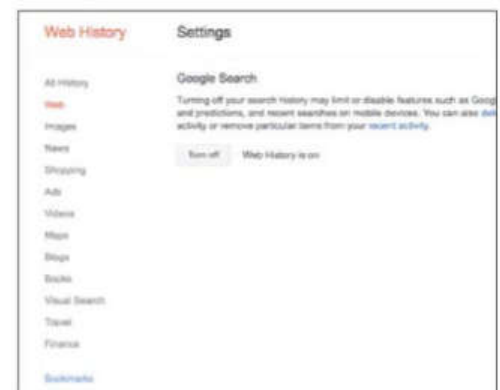 Web History
Settings
All History
Web
Images
News
Shopping
Ads
Videos
Maps
Blogs
Books
Visual Search
Travel
Finance
Bookmarks
Google Search
Turning off your search history may limit or disable features such as Goog
and predictions, and recent searches on mobile devices. You can also del
activity or remove particular items from your recent activity.
Turn off Web History is on